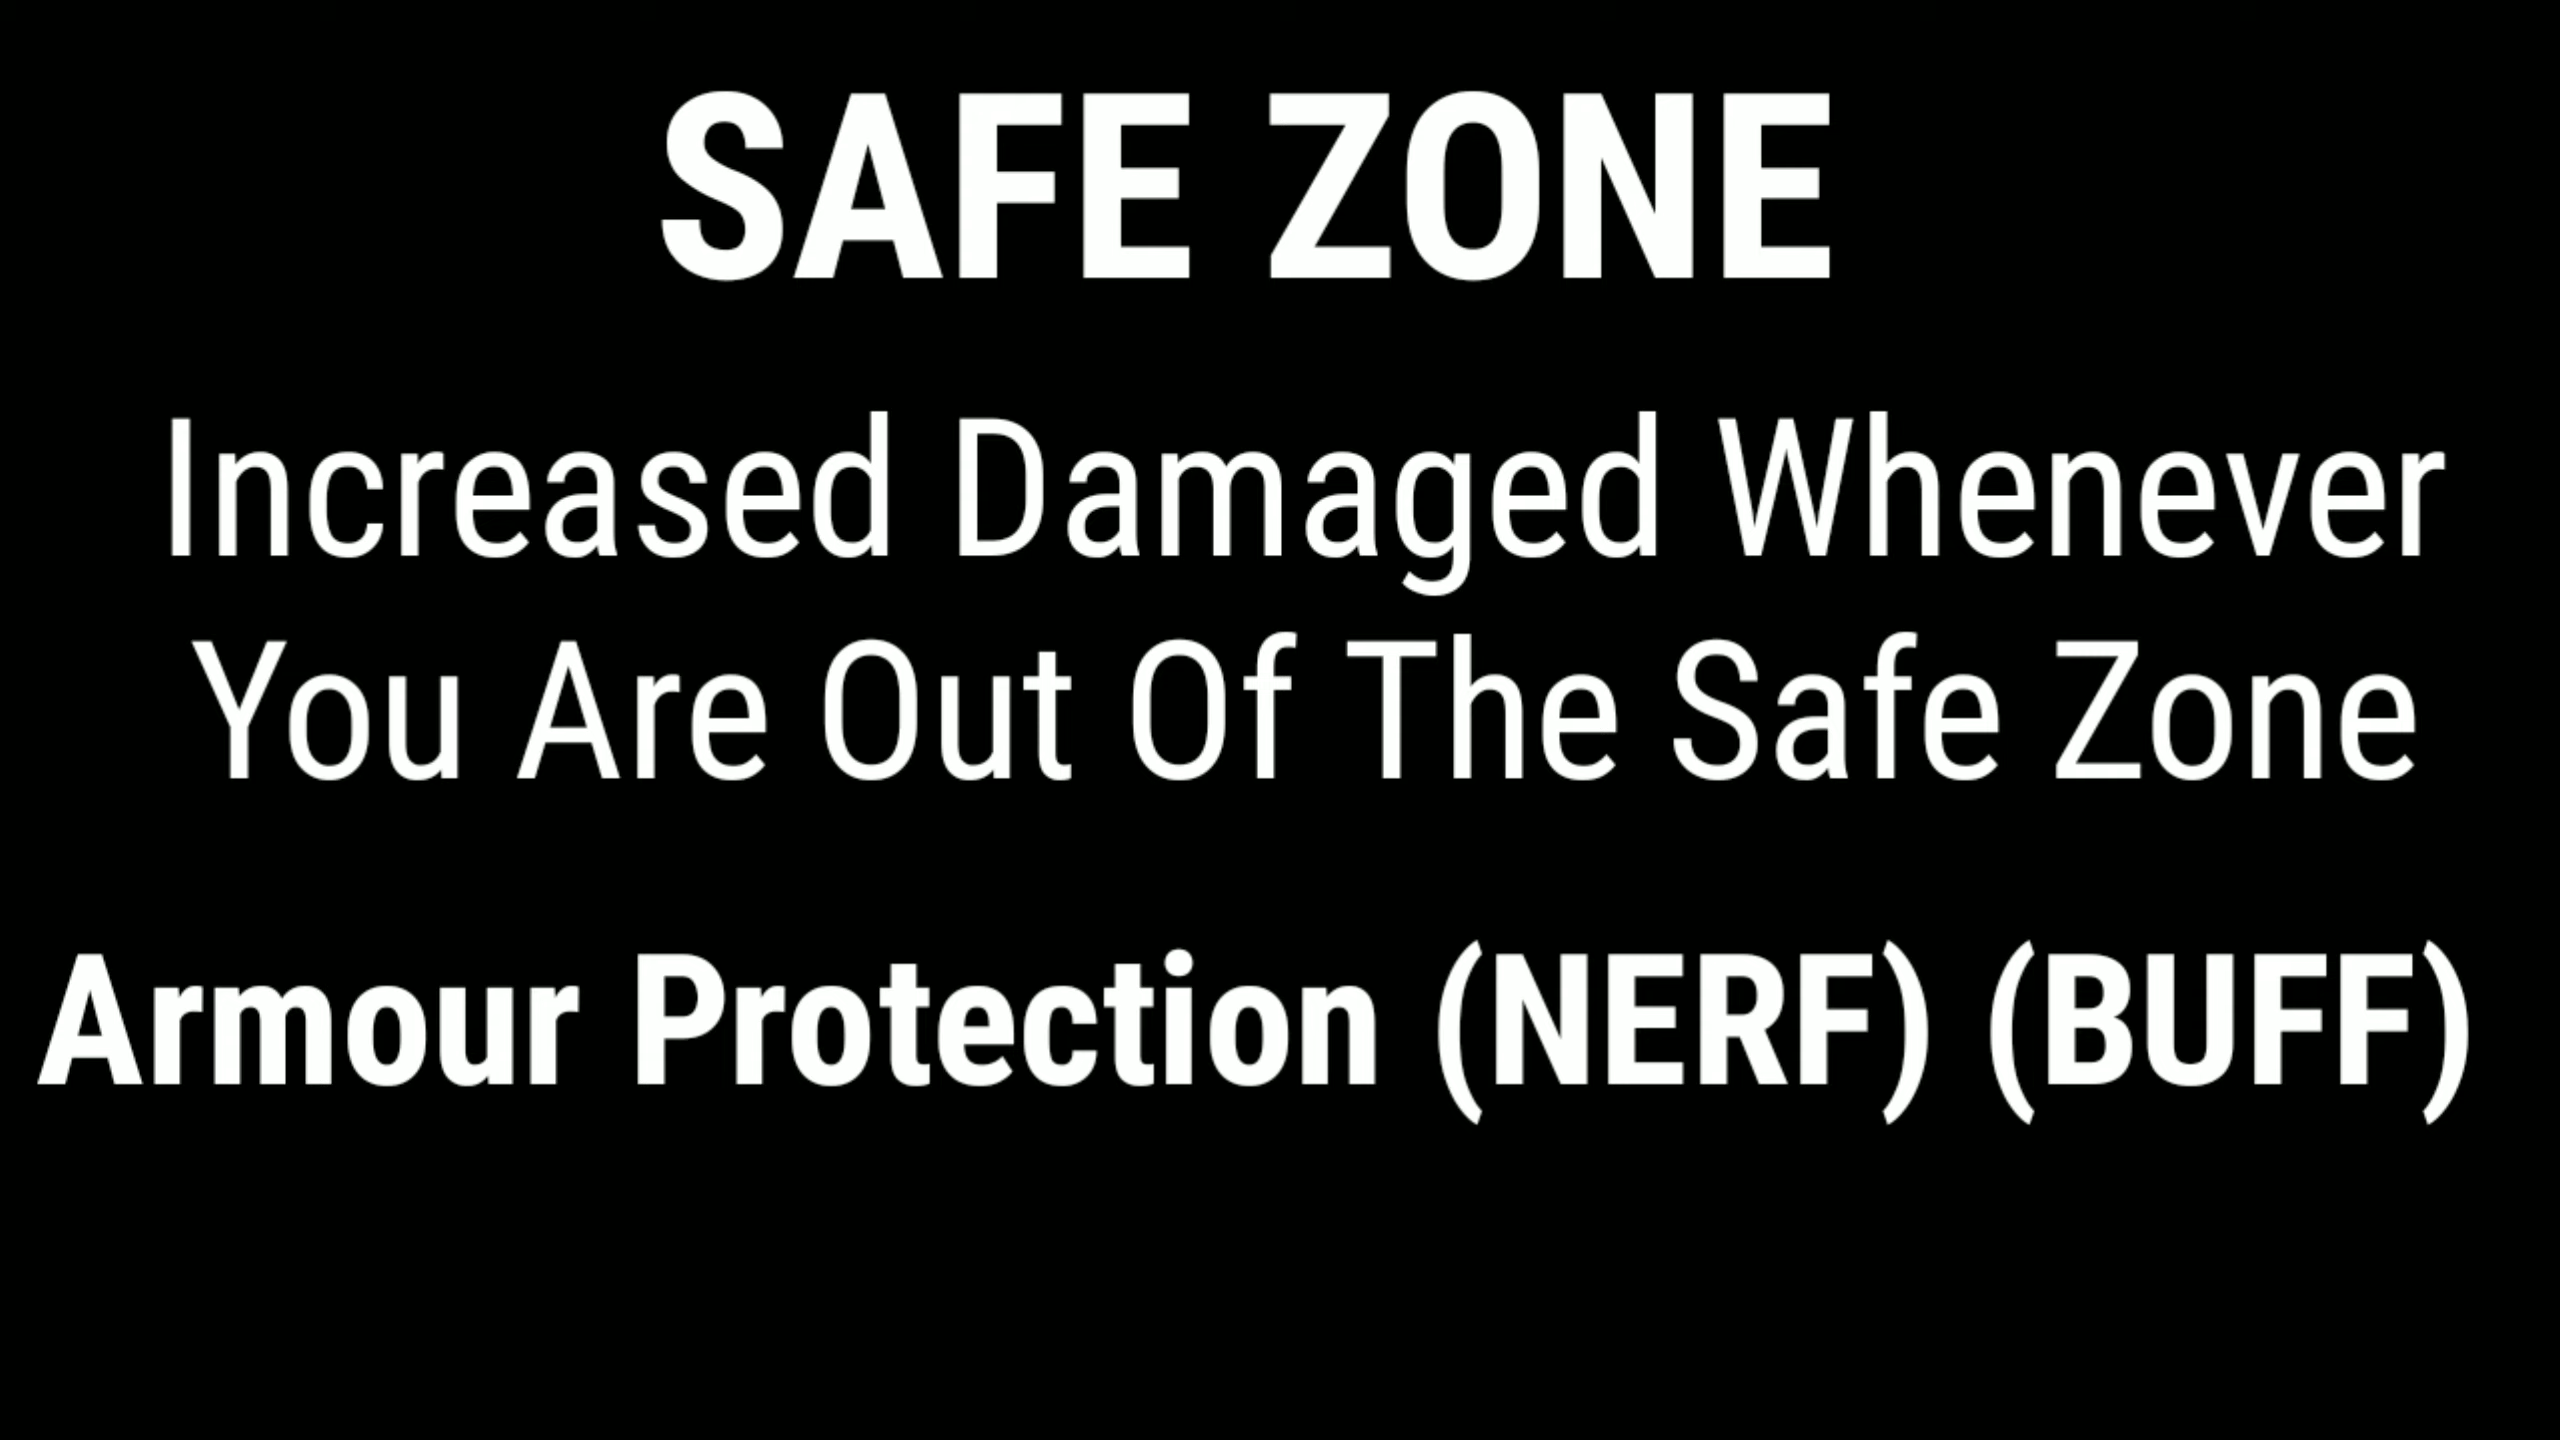 SAFE ZONE
Increased Damaged Whenever
You Are Out Of The Safe Zone
Armour Protection (NERF) (BUFF)